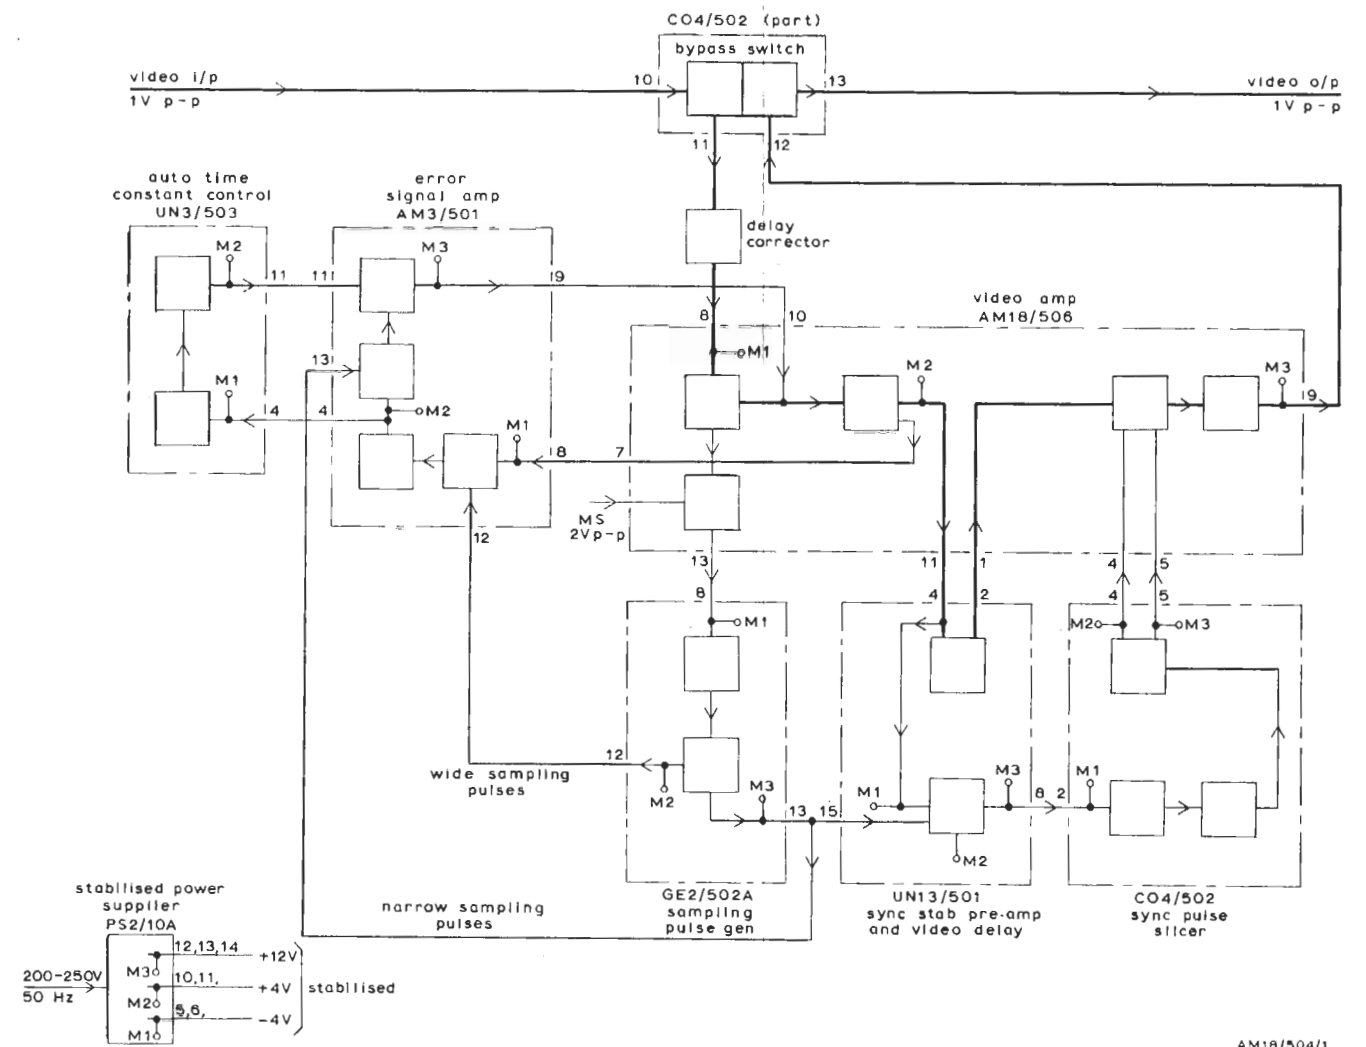 CO4/502 (part)
bypass switch
video i/p
1V p-p
10
13
video o/p
1V p-p
11
12
auto time
constant control
UN3/503
error
signal amp
AM3/501
delay
corrector
M2
11
11
M3
9
8
10
video amp
AM18/506
M1
13
M2
M3
9
M1
4
4
M2
M1
8
7
MS
2Vp-p
12
13
8
11
1
4
5
4
2
4
5
M1
M2
M3
12
wide sampling
pulses
M2
M3
13
15
M1
M3
8
2
M1
M2
GE2/502A
sampling
pulse gen
UN13/501
sync stab pre-amp
and video delay
CO4/502
sync pulse
slicer
narrow sampling
pulses
stabilised power
supplier
PS2/10A
200-250V
50 Hz
12,13,14
+12V
M3
10,11,
+4V
stabilised
M2
5,6,
-4V
M1
AM18/504/1